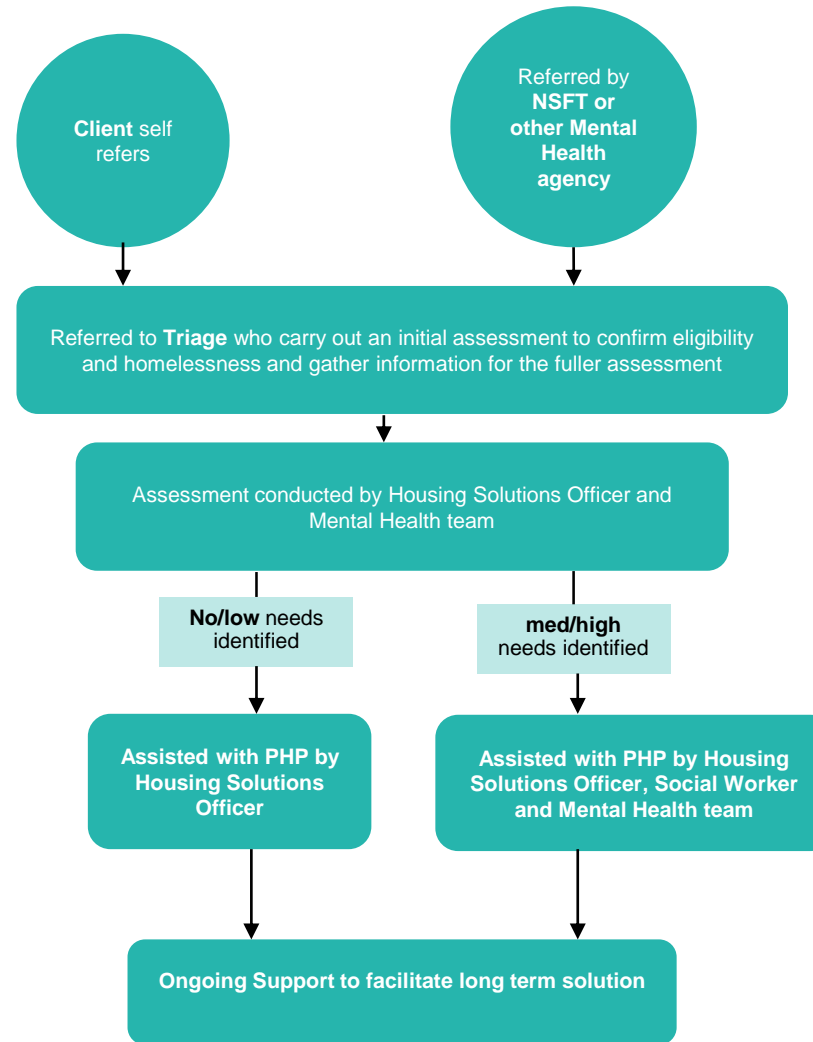 Client self
refers
Referred by
NSFT or
other Mental
Health
agency
Referred to Triage who carry out an initial assessment to confirm eligibility
and homelessness and gather information for the fuller assessment
Assessment conducted by Housing Solutions Officer and
Mental Health team
No/low needs
identified
med/high
needs identified
Assisted with PHP by
Housing Solutions
Officer
Assisted with PHP by Housing
Solutions Officer, Social Worker
and Mental Health team
Ongoing Support to facilitate long term solution